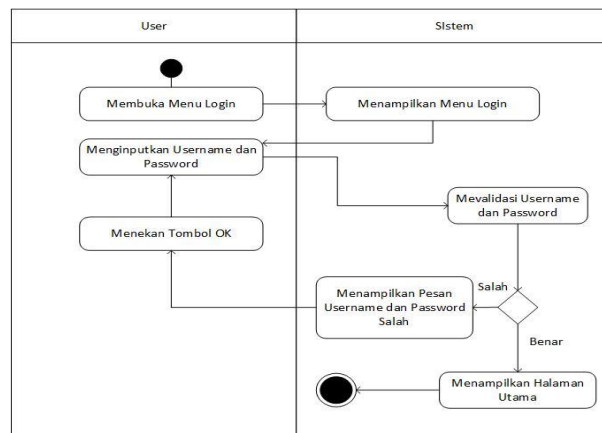 User
SIstem
Membuka Menu Login
Menampilkan Menu Login
Menginputkan Username dan
Password
Mevalidasi Username
dan Password
Menekan Tombol OK
Salah
Menampilkan Pesan
Username dan Password
Salah
Benar
Menampilkan Halaman
Utama